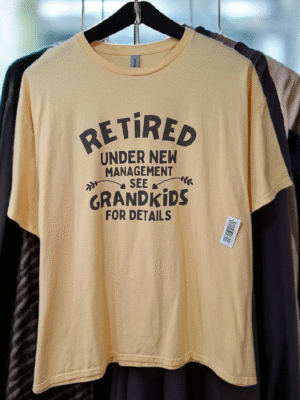 RETiRED
UNDER NEW
MANAGEMENT
SEE
GRANDKiDS
FOR DETAILS